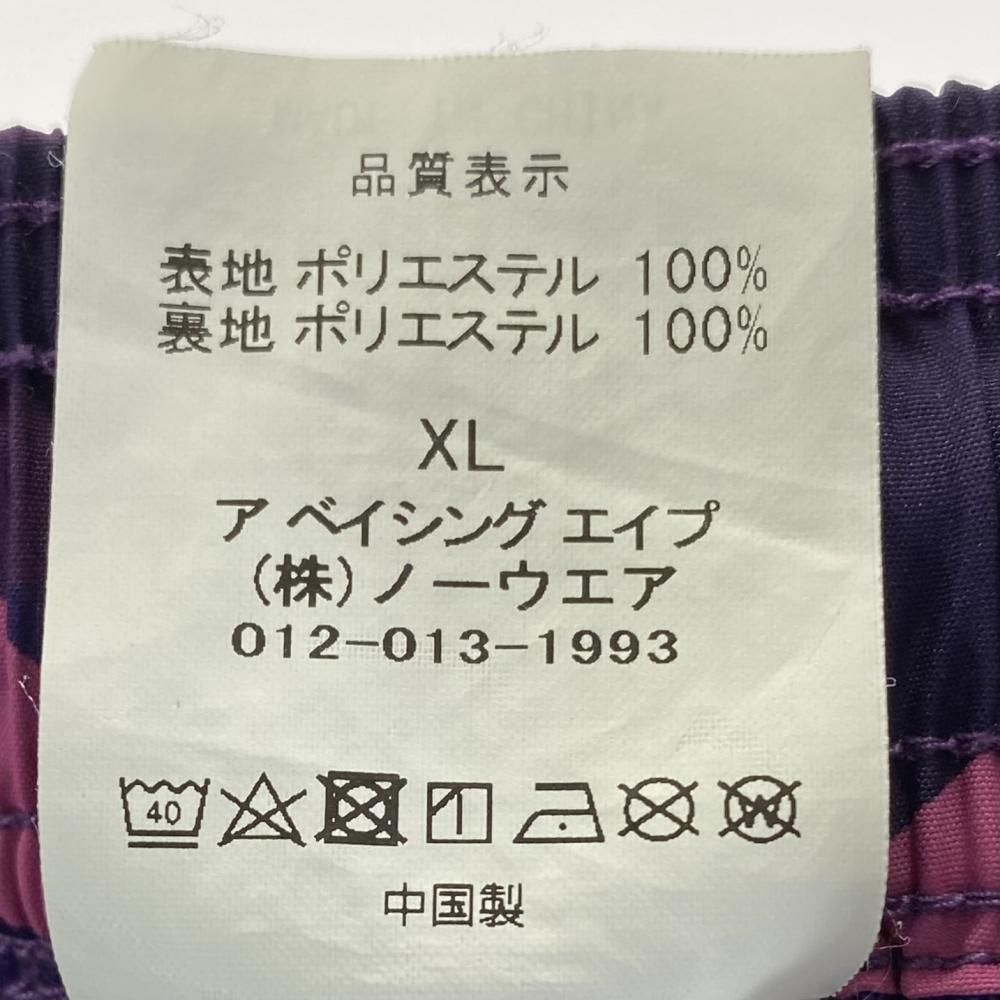 品質表示
表地 ポリエステル 100%
裏地 ポリエステル 100%
XL
ア ベイシング エイプ
(株)ノーウエア
012-013-1993
40
W
中国製